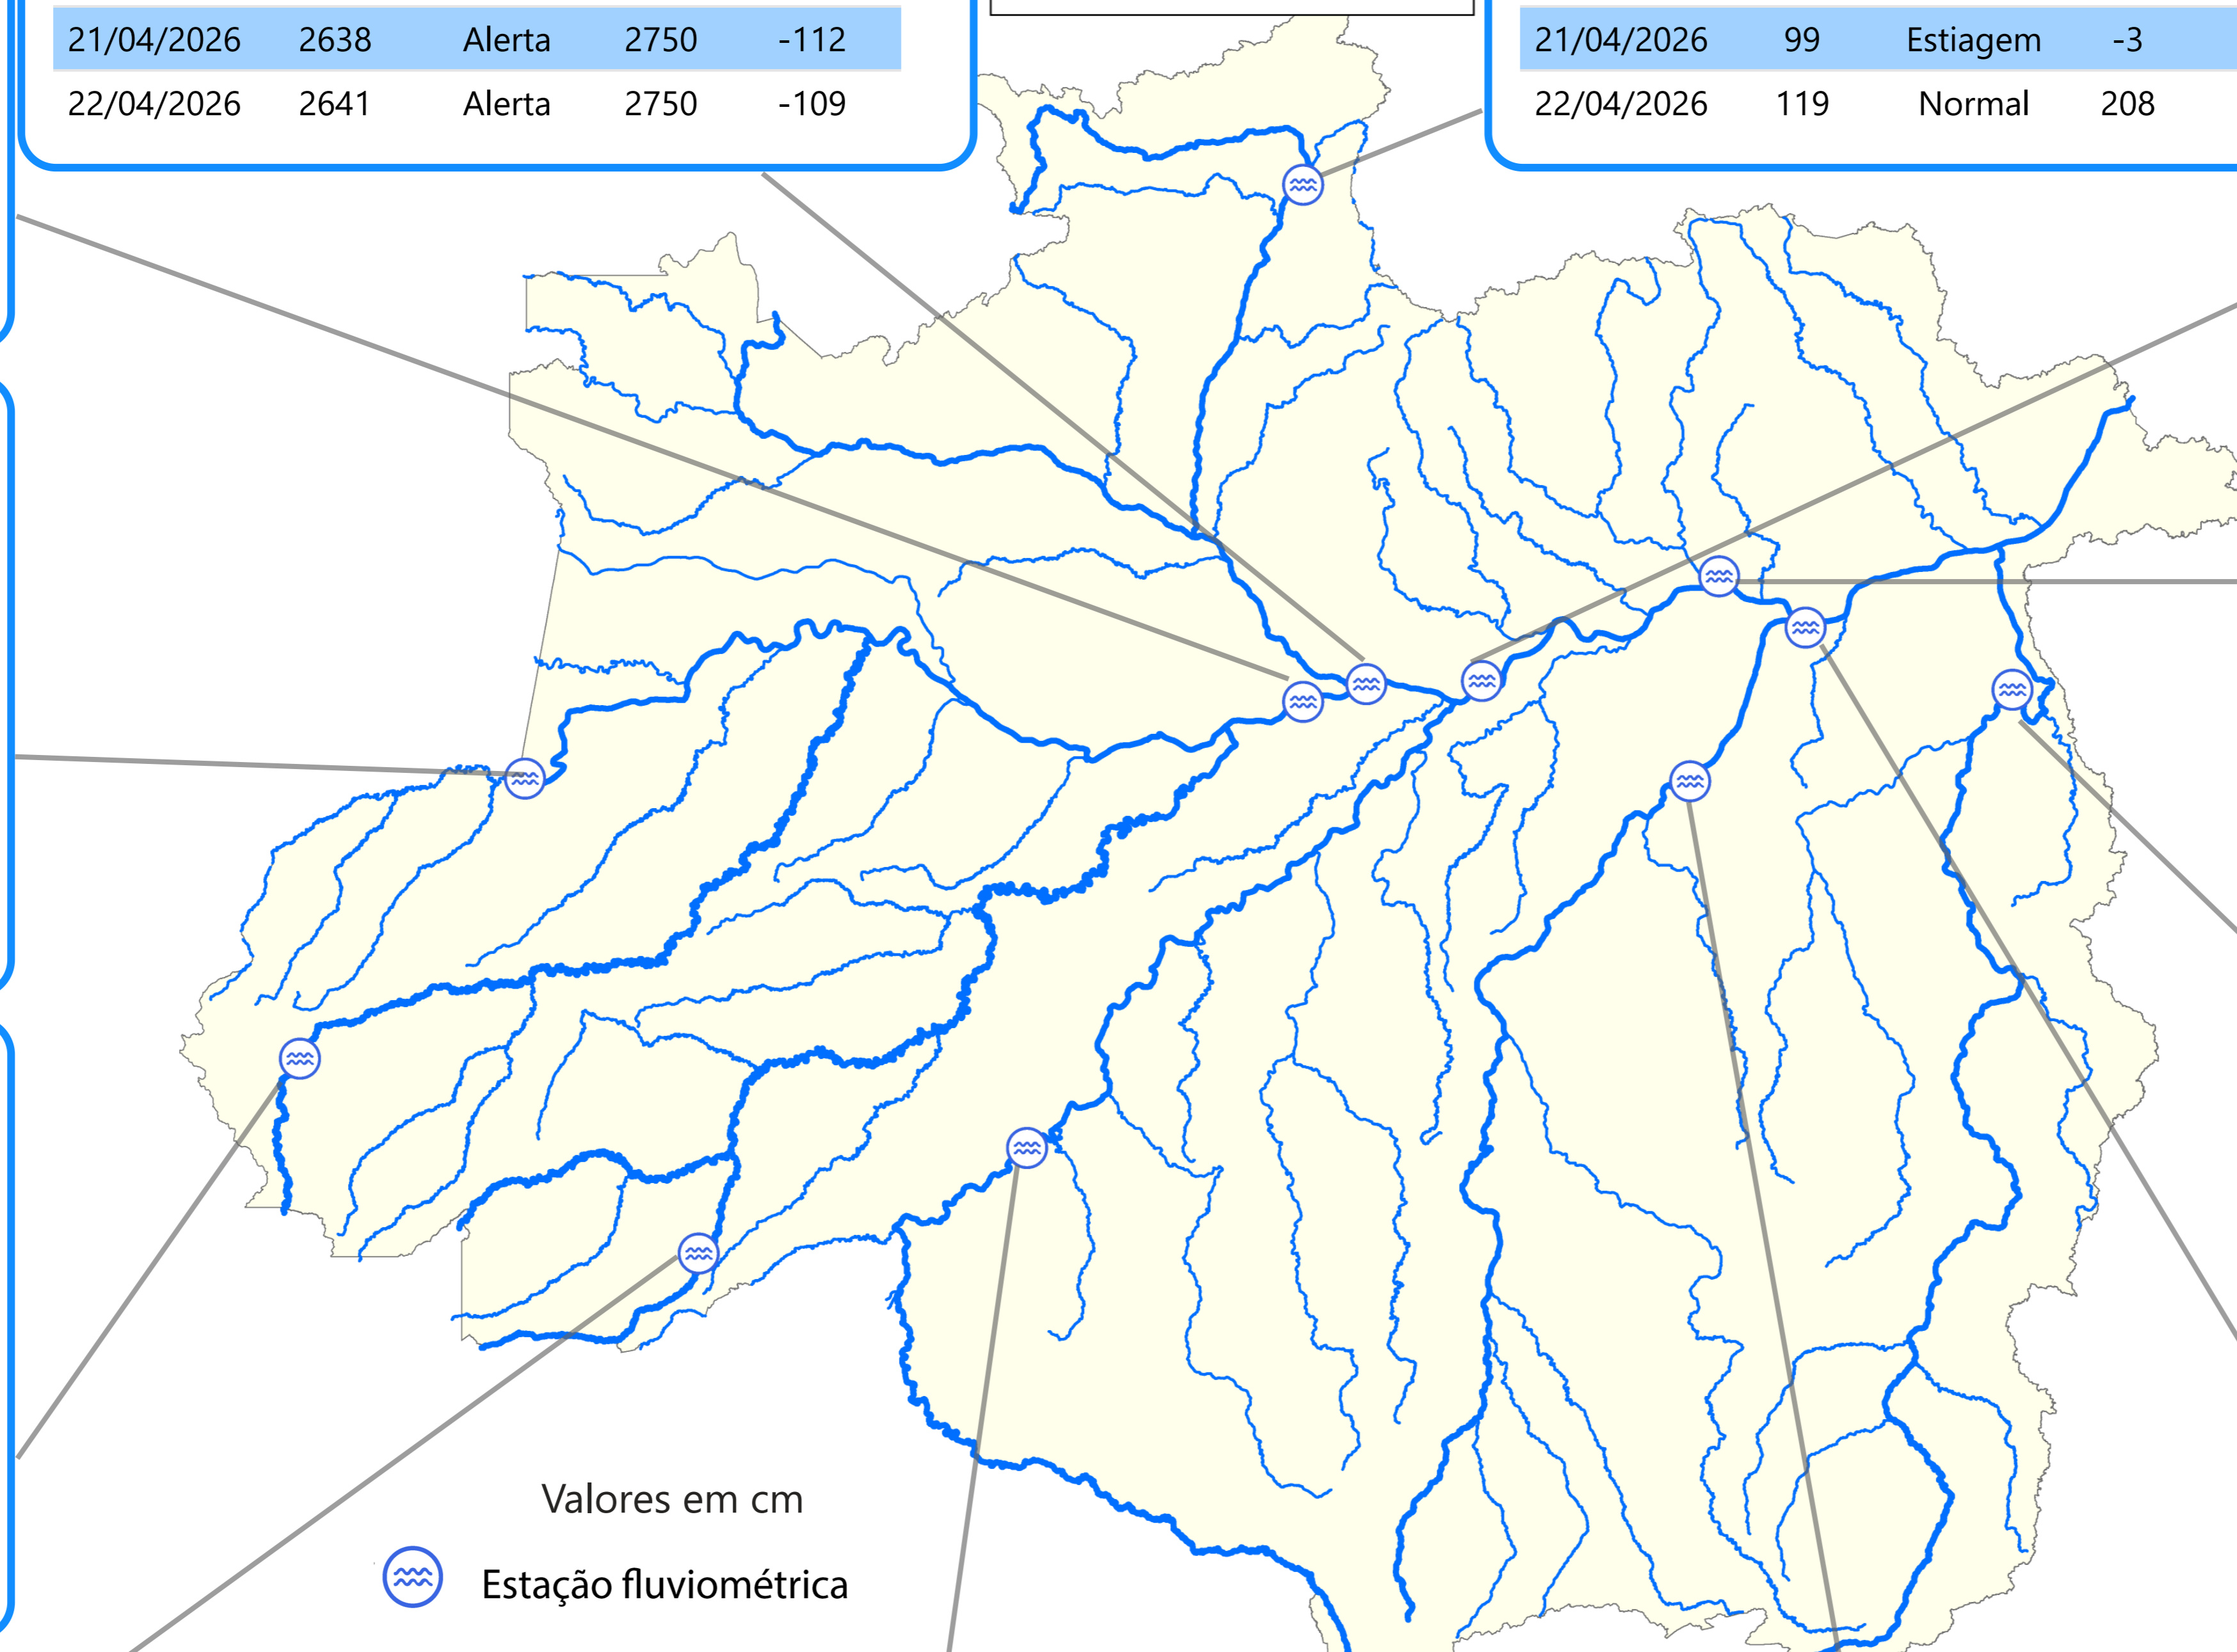 21/04/2026 2638 Alerta 2750 -112
22/04/2026 2641 Alerta 2750 -109
21/04/2026 99 Estiagem -3
22/04/2026 119 Normal 208
Valores em cm
Estação fluviométrica